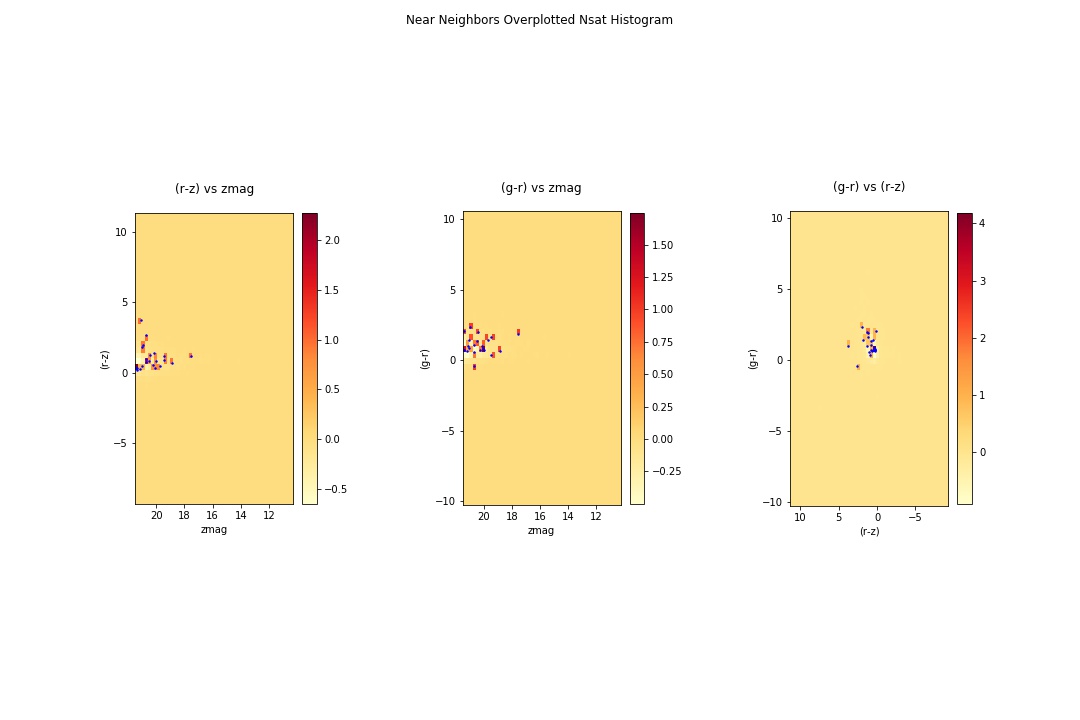 Near Neighbors Overplotted Nsat Histogram
(r-z) vs zmag
10
5
0
−5
(r-z)
20 18 16 14 12
zmag
2.0
1.5
1.0
0.5
0.0
−0.5
(g-r) vs zmag
10
5
0
−5
−10
(g-r)
20 18 16 14 12
zmag
1.50
1.25
1.00
0.75
0.50
0.25
0.00
−0.25
(g-r) vs (r-z)
10
5
0
−5
−10
(g-r)
10 5 0 −5
(r-z)
4
3
2
1
0